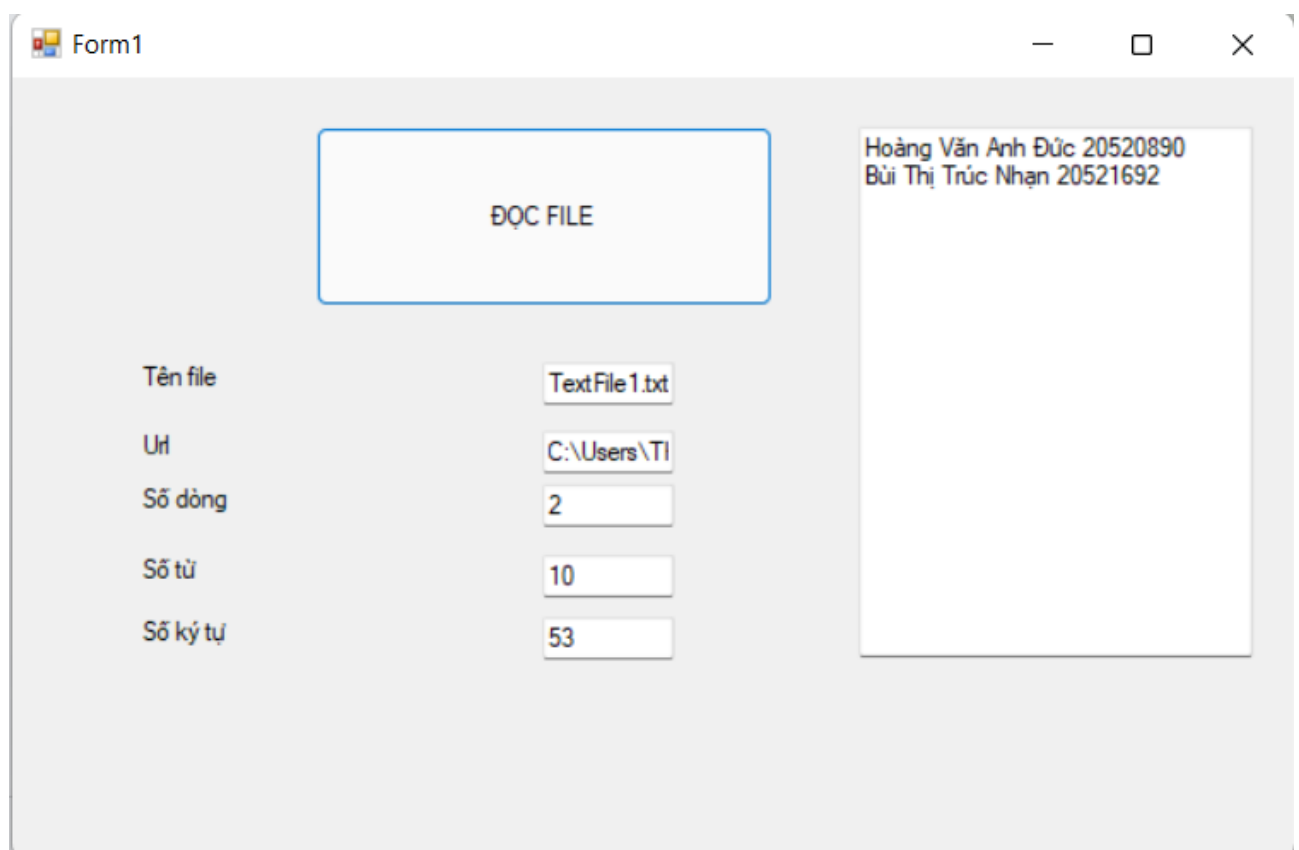 Form1
ĐỌC FILE
Hoàng Văn Anh Đức 20520890
Bùi Thị Trúc Nhạn 20521692
Tên file TextFile1.txt
Url C:\Users\TI
Số dòng 2
Số từ 10
Số ký tự 53